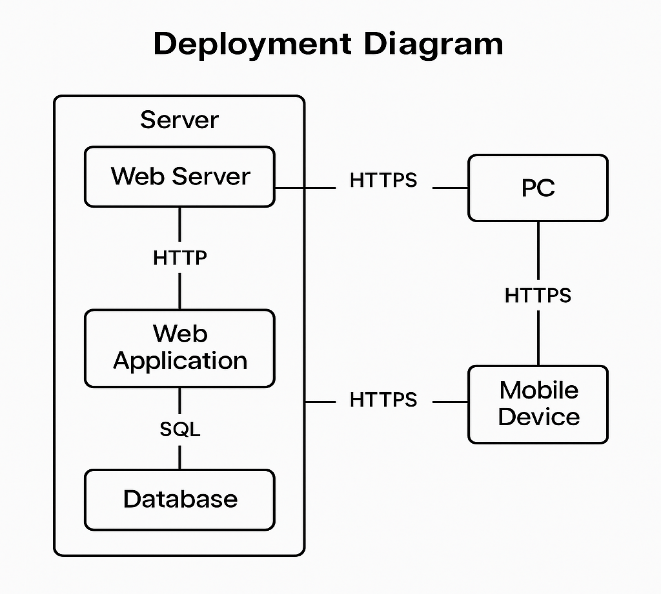 Deployment Diagram
Server
Web Server
HTTPS
PC
HTTP
HTTPS
Web
Application
Mobile
Device
HTTPS
SQL
Database